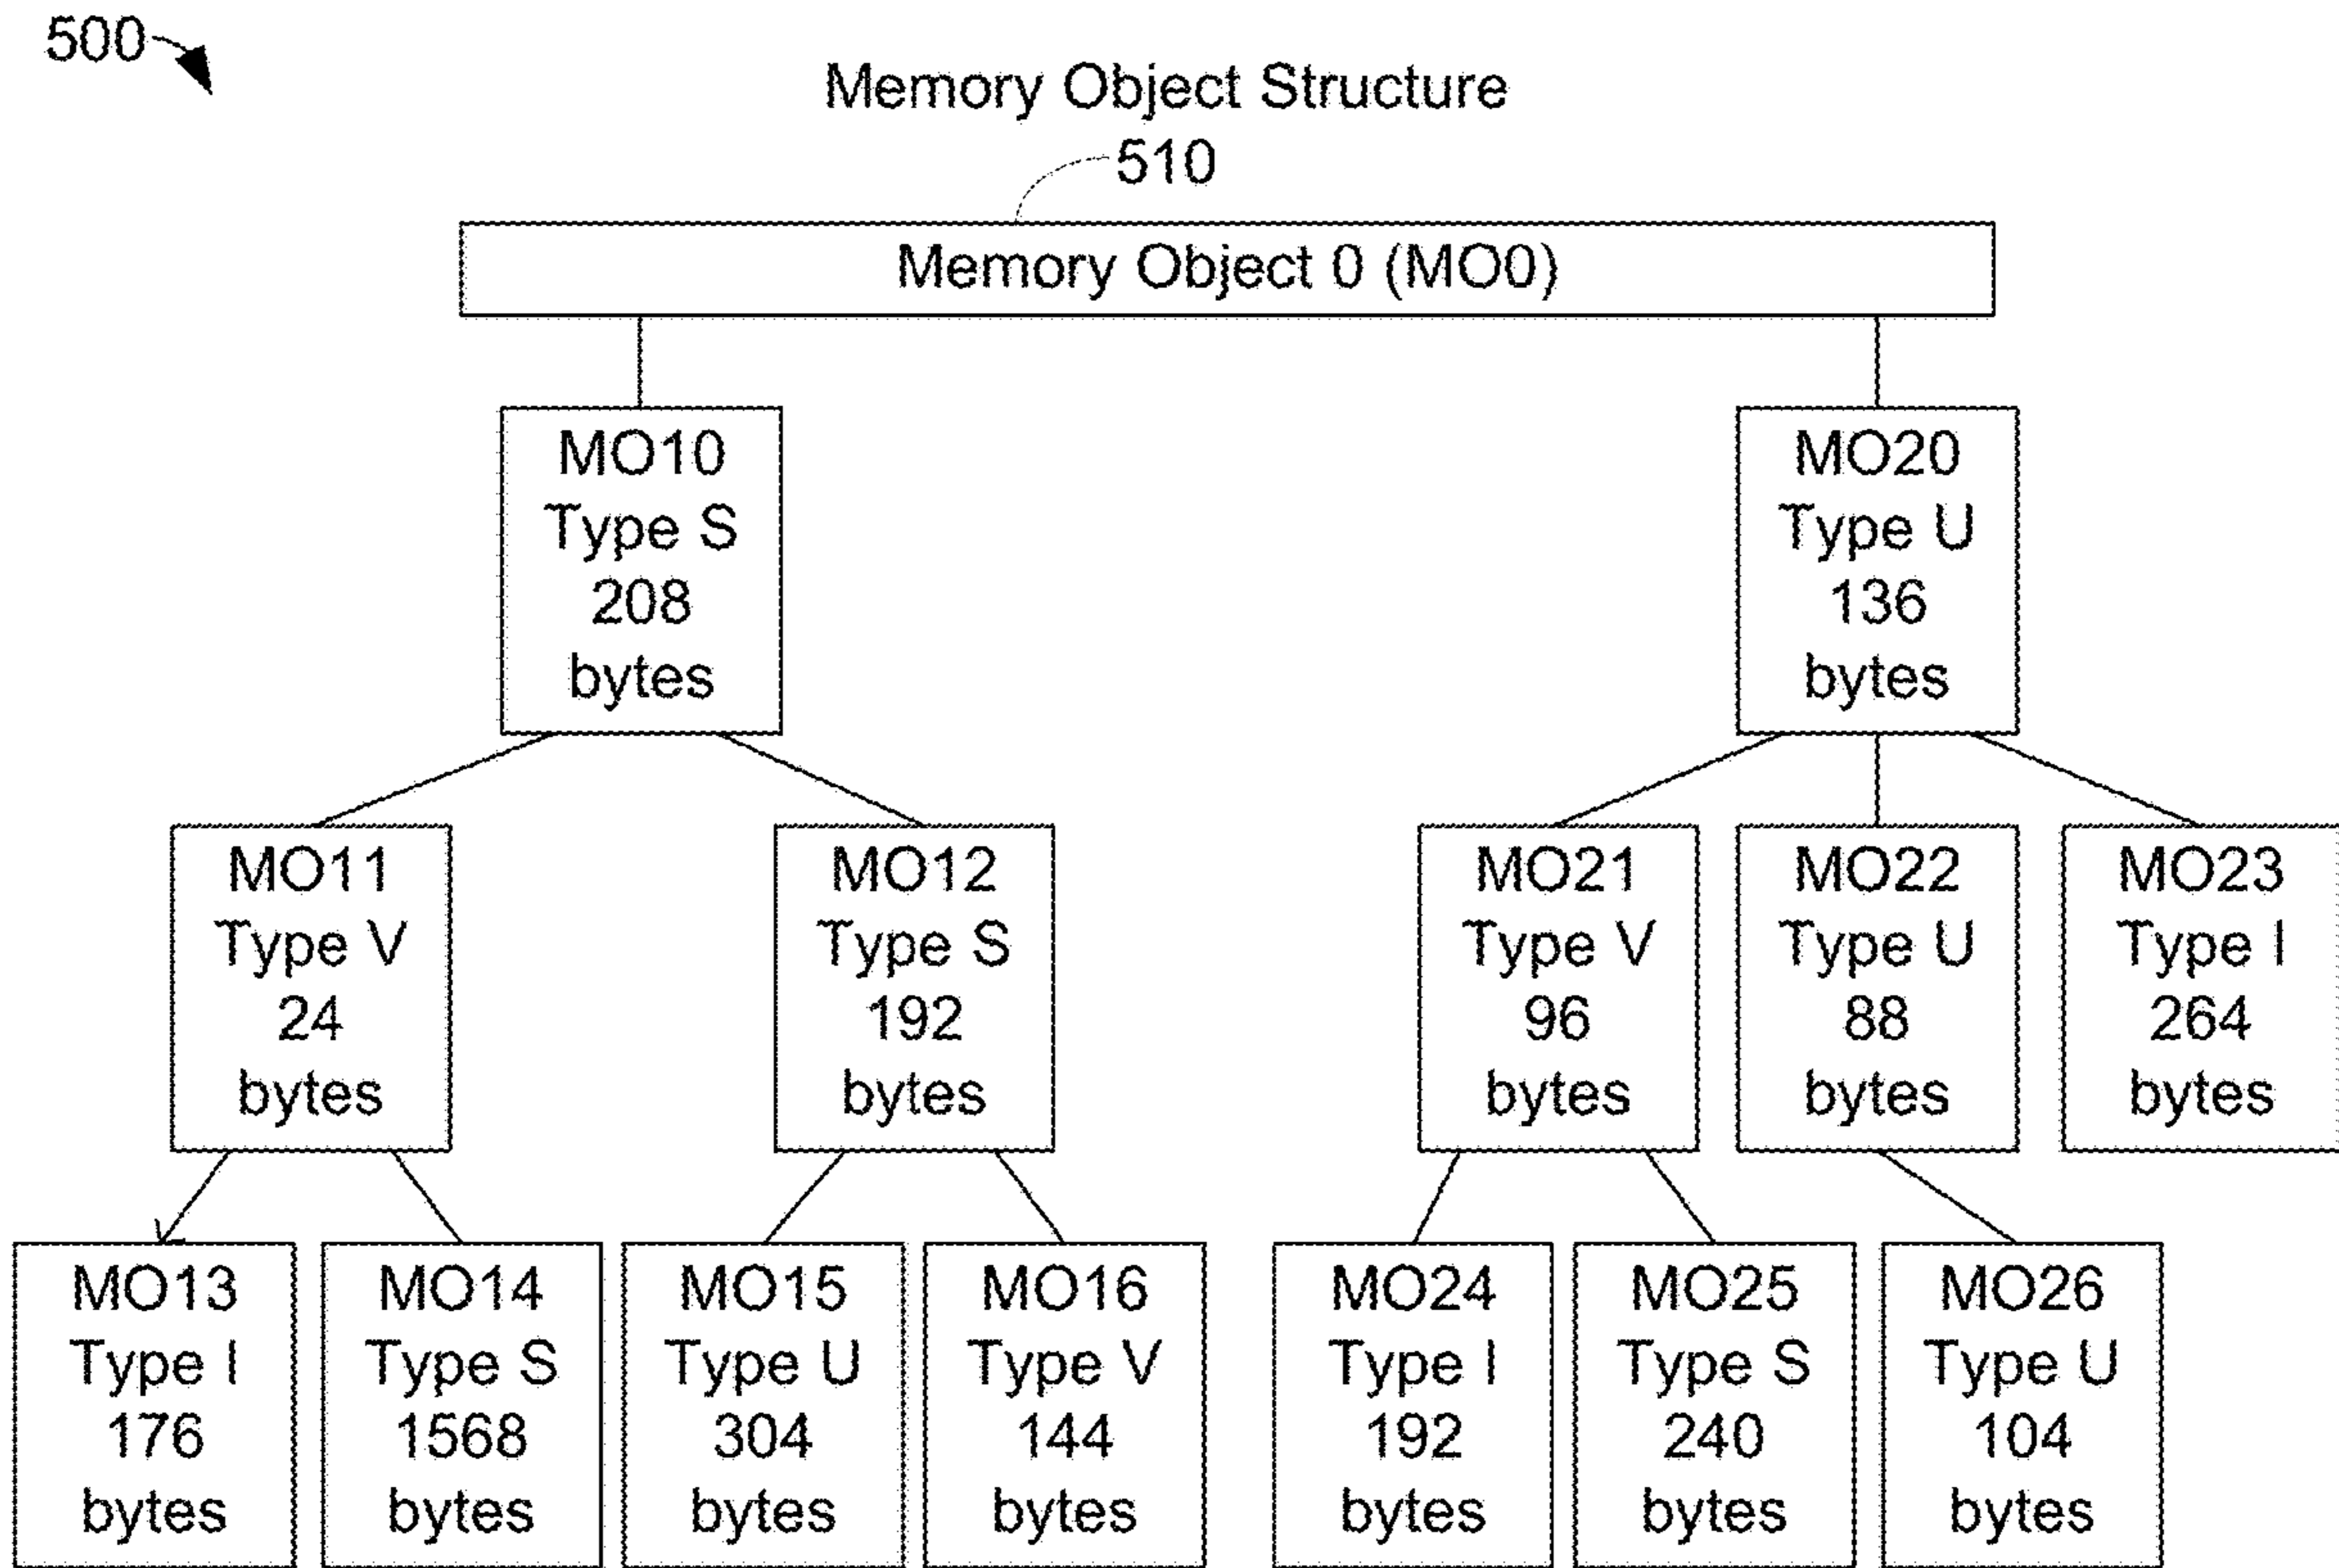 500
Memory Object Structure
510
Memory Object 0 (MO0)
MO10
Type S
208
bytes
MO20
Type U
136
bytes
MO11
Type V
24
bytes
MO12
Type S
192
bytes
MO21
Type V
96
bytes
MO22
Type U
88
bytes
MO23
Type I
264
bytes
MO13
Type I
176
bytes
MO14
Type S
1568
bytes
MO15
Type U
304
bytes
MO16
Type V
144
bytes
MO24
Type I
192
bytes
MO25
Type S
240
bytes
MO26
Type U
104
bytes